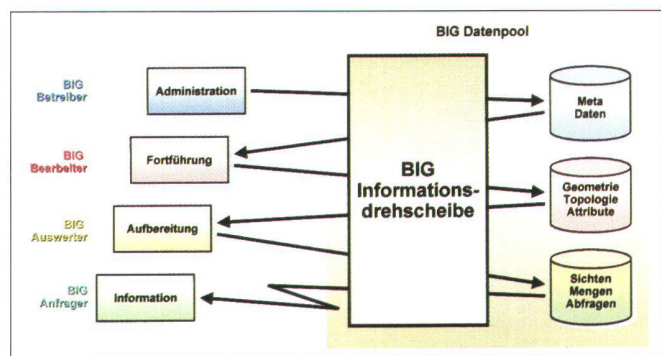 BIG Datenpool
BIG
Betreiber
Administration
Meta
Daten
BIG
Bearbeiter
Fortführung
BIG
Informations-
drehscheibe
Geometrie
Topologie
Attribute
BIG
Auswerter
Aufbereitung
Sichten
Mengen
Abfragen
BIG
Anfrager
Information